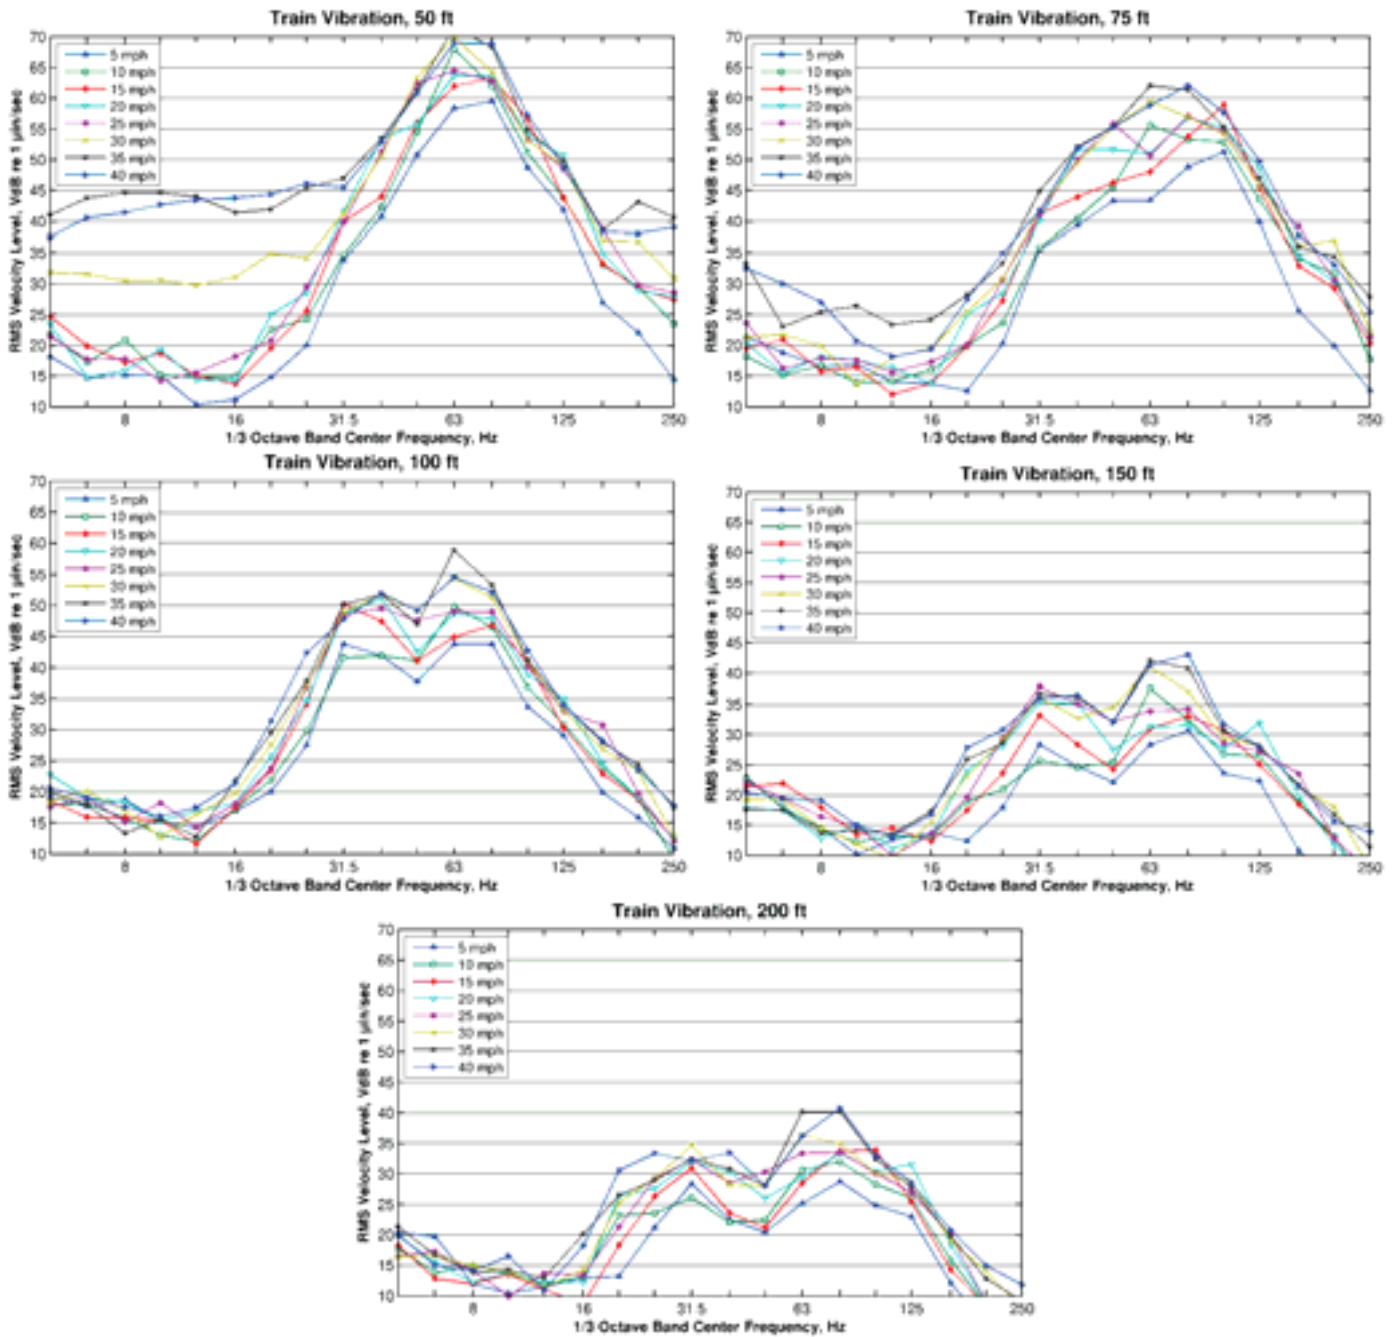 Train Vibration, 50 ft
RMS Velocity Level, VdB re 1 µin/sec
70
65
60
55
50
45
40
35
30
25
20
15
10
5 mph
10 mph
15 mph
20 mph
25 mph
30 mph
35 mph
40 mph
8 16 31.5 63 125 250
1/3 Octave Band Center Frequency, Hz
Train Vibration, 75 ft
RMS Velocity Level, VdB re 1 µin/sec
70
65
60
55
50
45
40
35
30
25
20
15
10
5 mph
10 mph
15 mph
20 mph
25 mph
30 mph
35 mph
40 mph
8 16 31.5 63 125 250
1/3 Octave Band Center Frequency, Hz
Train Vibration, 100 ft
RMS Velocity Level, VdB re 1 µin/sec
70
65
60
55
50
45
40
35
30
25
20
15
10
5 mph
10 mph
15 mph
20 mph
25 mph
30 mph
35 mph
40 mph
8 16 31.5 63 125 250
1/3 Octave Band Center Frequency, Hz
Train Vibration, 150 ft
RMS Velocity Level, VdB re 1 µin/sec
70
65
60
55
50
45
40
35
30
25
20
15
10
5 mph
10 mph
15 mph
20 mph
25 mph
30 mph
35 mph
40 mph
8 16 31.5 63 125 250
1/3 Octave Band Center Frequency, Hz
Train Vibration, 200 ft
RMS Velocity Level, VdB re 1 µin/sec
70
65
60
55
50
45
40
35
30
25
20
15
10
5 mph
10 mph
15 mph
20 mph
25 mph
30 mph
35 mph
40 mph
8 16 31.5 63 125 250
1/3 Octave Band Center Frequency, Hz